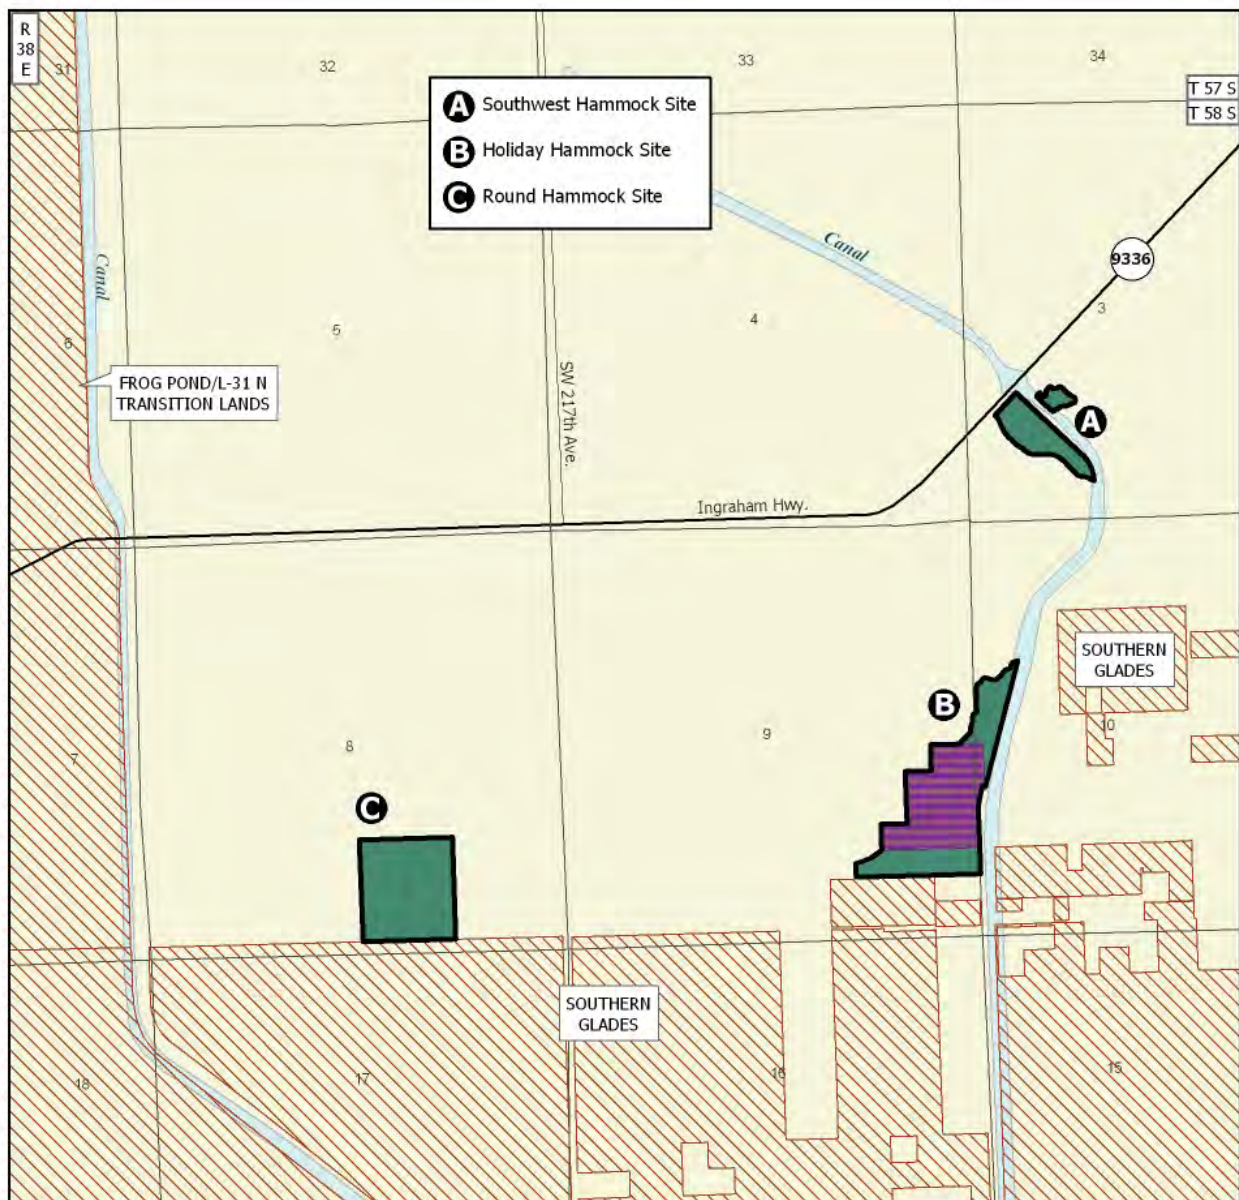 R
38
E
31
32
33
34
T 57 S
T 58 S
A Southwest Hammock Site
B Holiday Hammock Site
C Round Hammock Site
Canal
Canal
9336
6
5
4
3
FROG POND/L-31 N
TRANSITION LANDS
SW 217th Ave.
A
Ingraham Hwy.
SOUTHERN
GLADES
B
7
8
9
10
C
SOUTHERN
GLADES
18
17
16
15